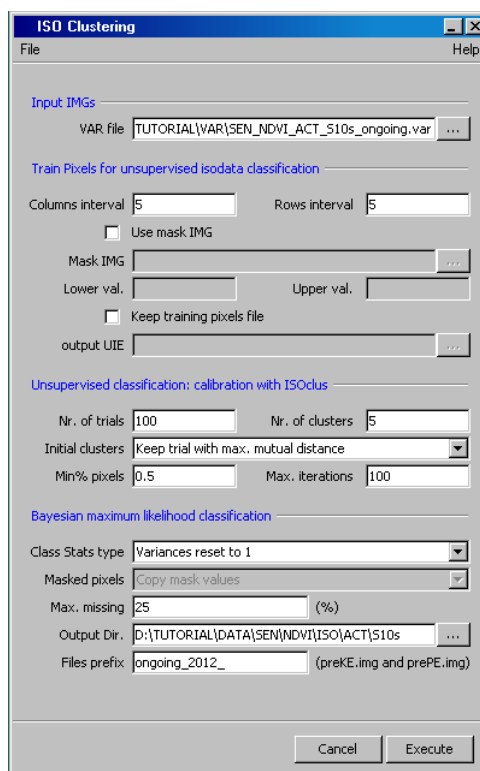 ISO Clustering
File Help
Input IMGs
VAR file TUTORIAL\VAR\SEN_NDVI_ACT_S10s_ongoing.var ...
Train Pixels for unsupervised isodata classification
Columns interval 5 Rows interval 5
Use mask IMG
Mask IMG ...
Lower val. Upper val.
Keep training pixels file
output UIE ...
Unsupervised classification: calibration with ISOclus
Nr. of trials 100 Nr. of clusters 5
Initial clusters Keep trial with max. mutual distance
Min% pixels 0.5 Max. iterations 100
Bayesian maximum likelihood classification
Class Stats type Variances reset to 1
Masked pixels Copy mask values
Max. missing 25 (%)
Output Dir. D:\TUTORIAL\DATA\SEN\NDVI\ISO\ACT\S10s ...
Files prefix ongoing_2012_ (preKE.img and prePE.img)
Cancel Execute